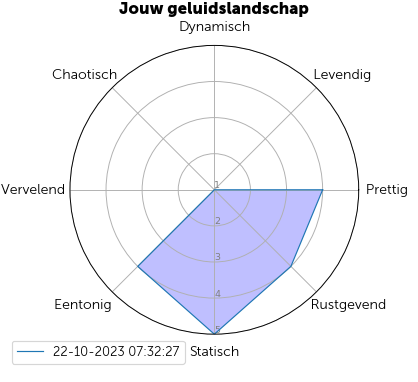 Jouw geluidslandschap
Dynamisch
Chaotisch
Levendig
Vervelend
Prettig
1
2
3
4
5
Eentonig
Rustgevend
Statisch
22-10-2023 07:32:27